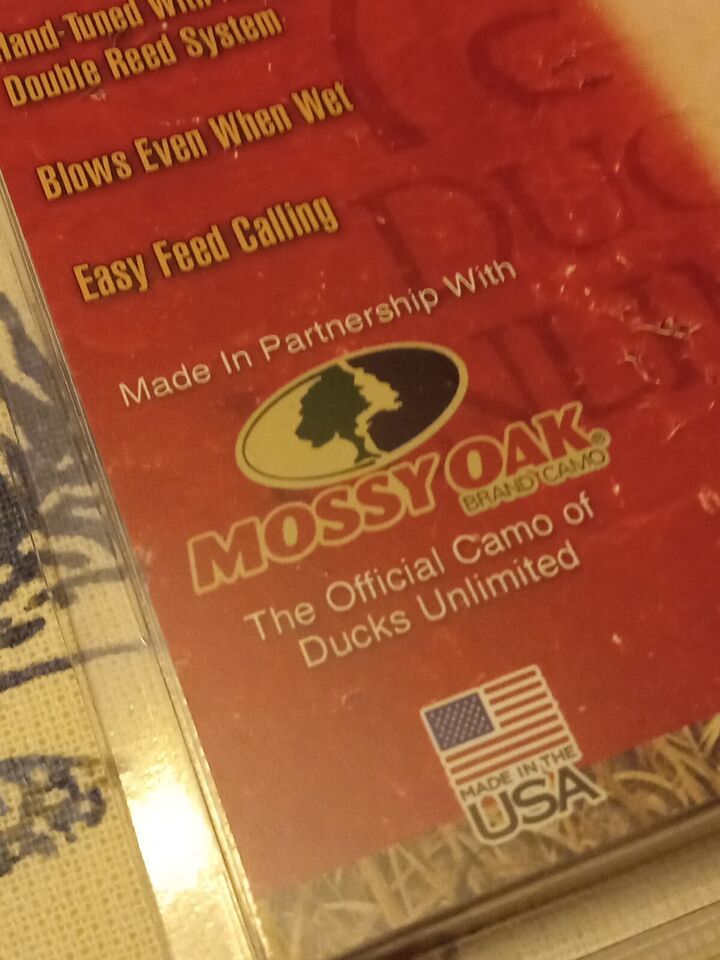 Hand-Tuned With
Double Reed System
Blows Even When Wet
Easy Feed Calling
Made In Partnership With
MOSSY OAK®
BRAND CAMO
The Official Camo of
Ducks Unlimited
MADE IN THE
USA